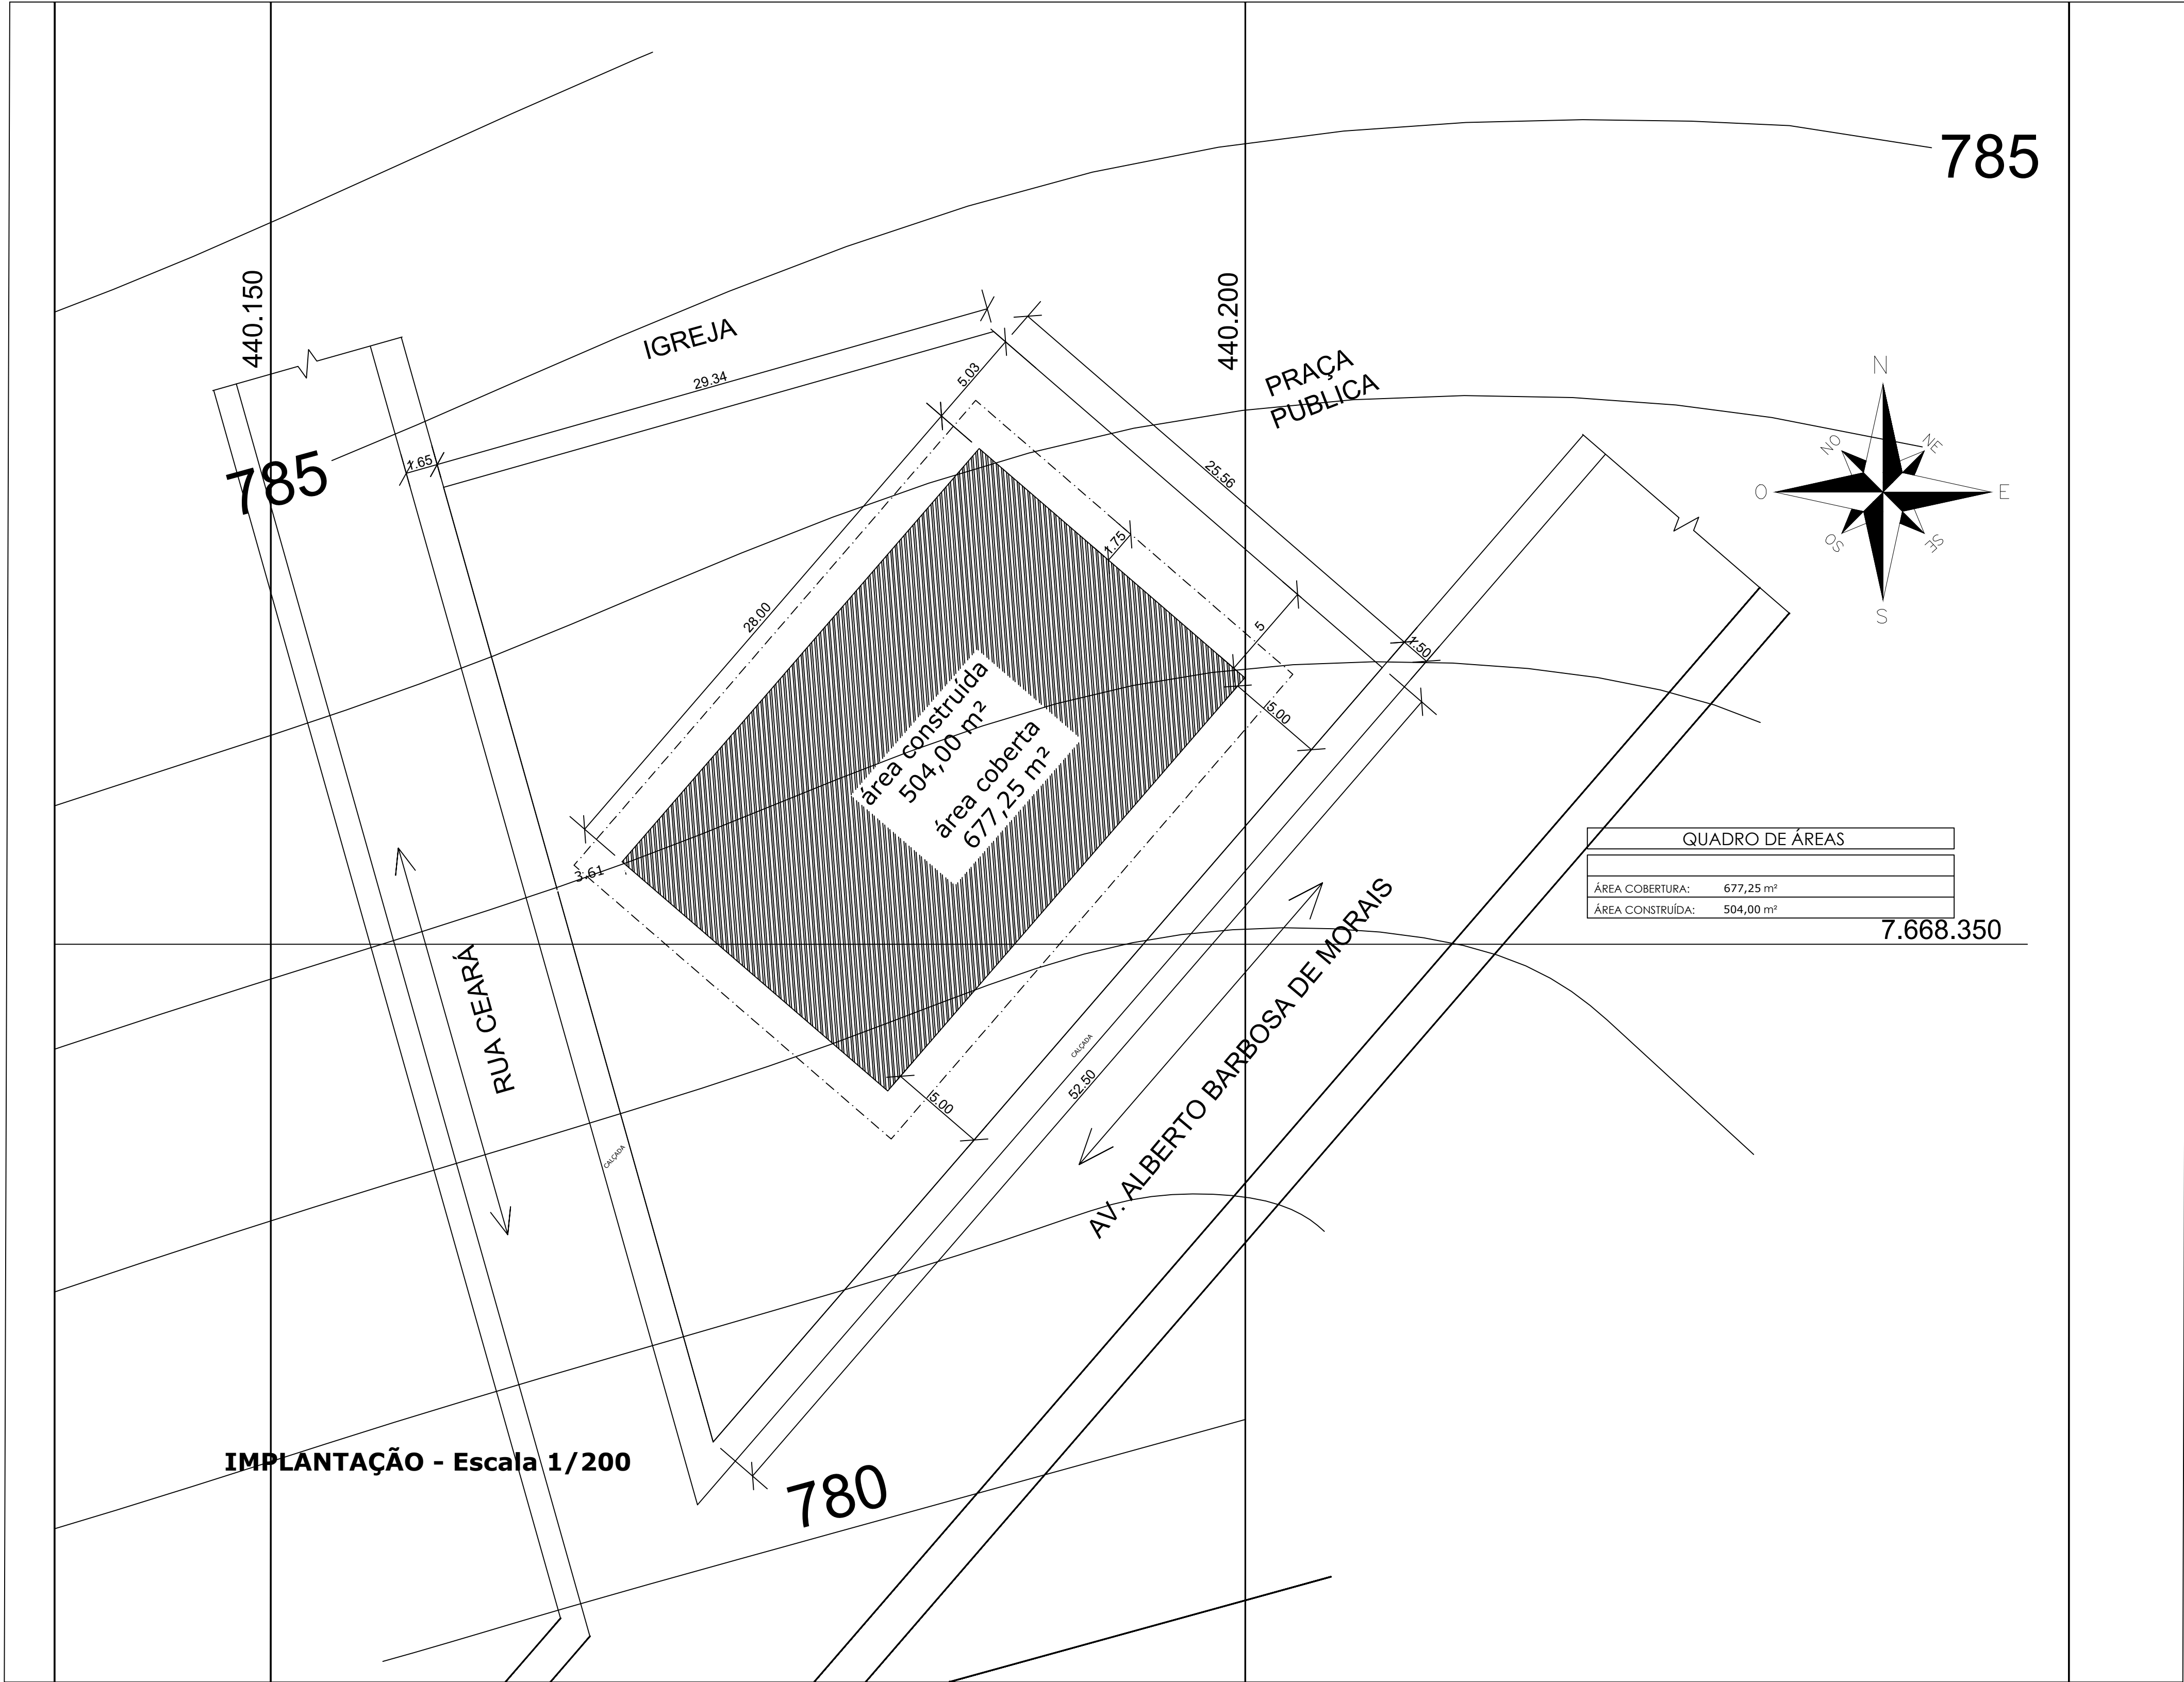 785
440.150
440.200
IGREJA
29.34
5.03
PRAÇA
PUBLICA
N
NO
NE
O
E
SO
SE
S
785
1.65
25.56
1.75
28.00
5
1.50
5.00
área construída
504,00 m²
área coberta
677,25 m²
3.61
QUADRO DE ÁREAS
ÁREA COBERTURA: 677,25 m²
ÁREA CONSTRUÍDA: 504,00 m²
7.668.350
RUA CEARÁ
AV. ALBERTO BARBOSA DE MORAIS
CALÇADA
52.50
5.00
CALÇADA
IMPLANTAÇÃO - Escala 1/200
780